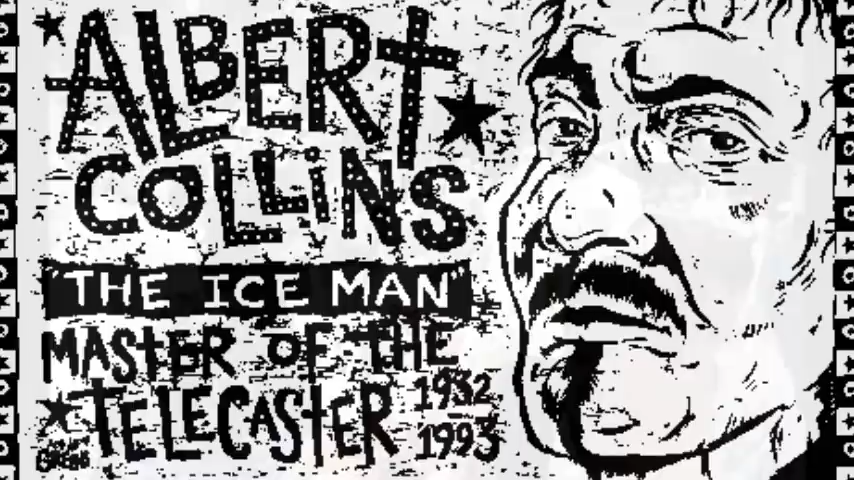 ALBERT
COLLINS
"THE ICE MAN"
MASTER OF THE
TELECASTER
1932
1993